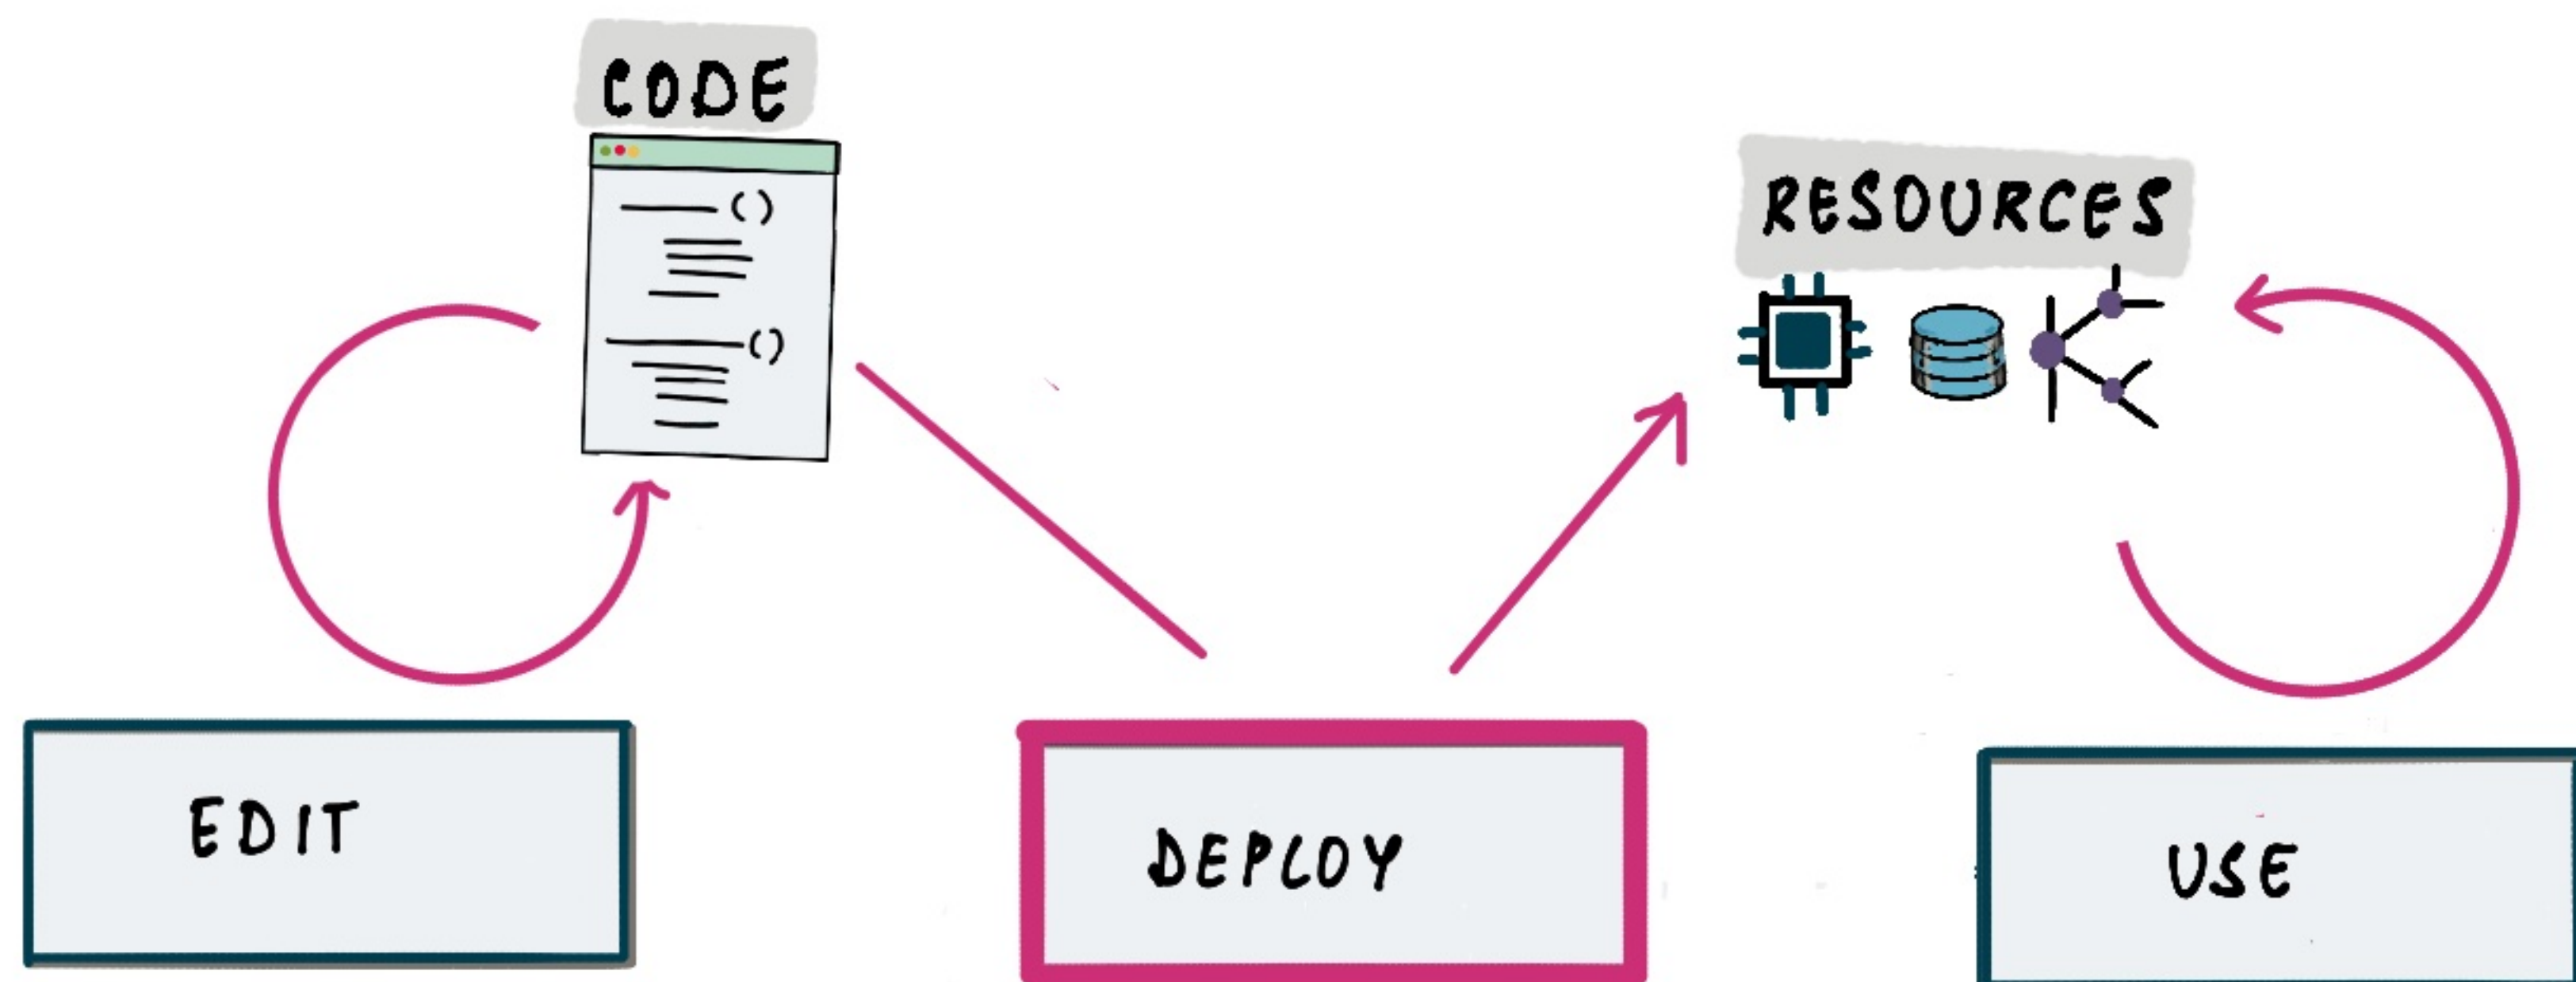 CODE
RESOURCES
()
()
EDIT
DEPLOY
USE